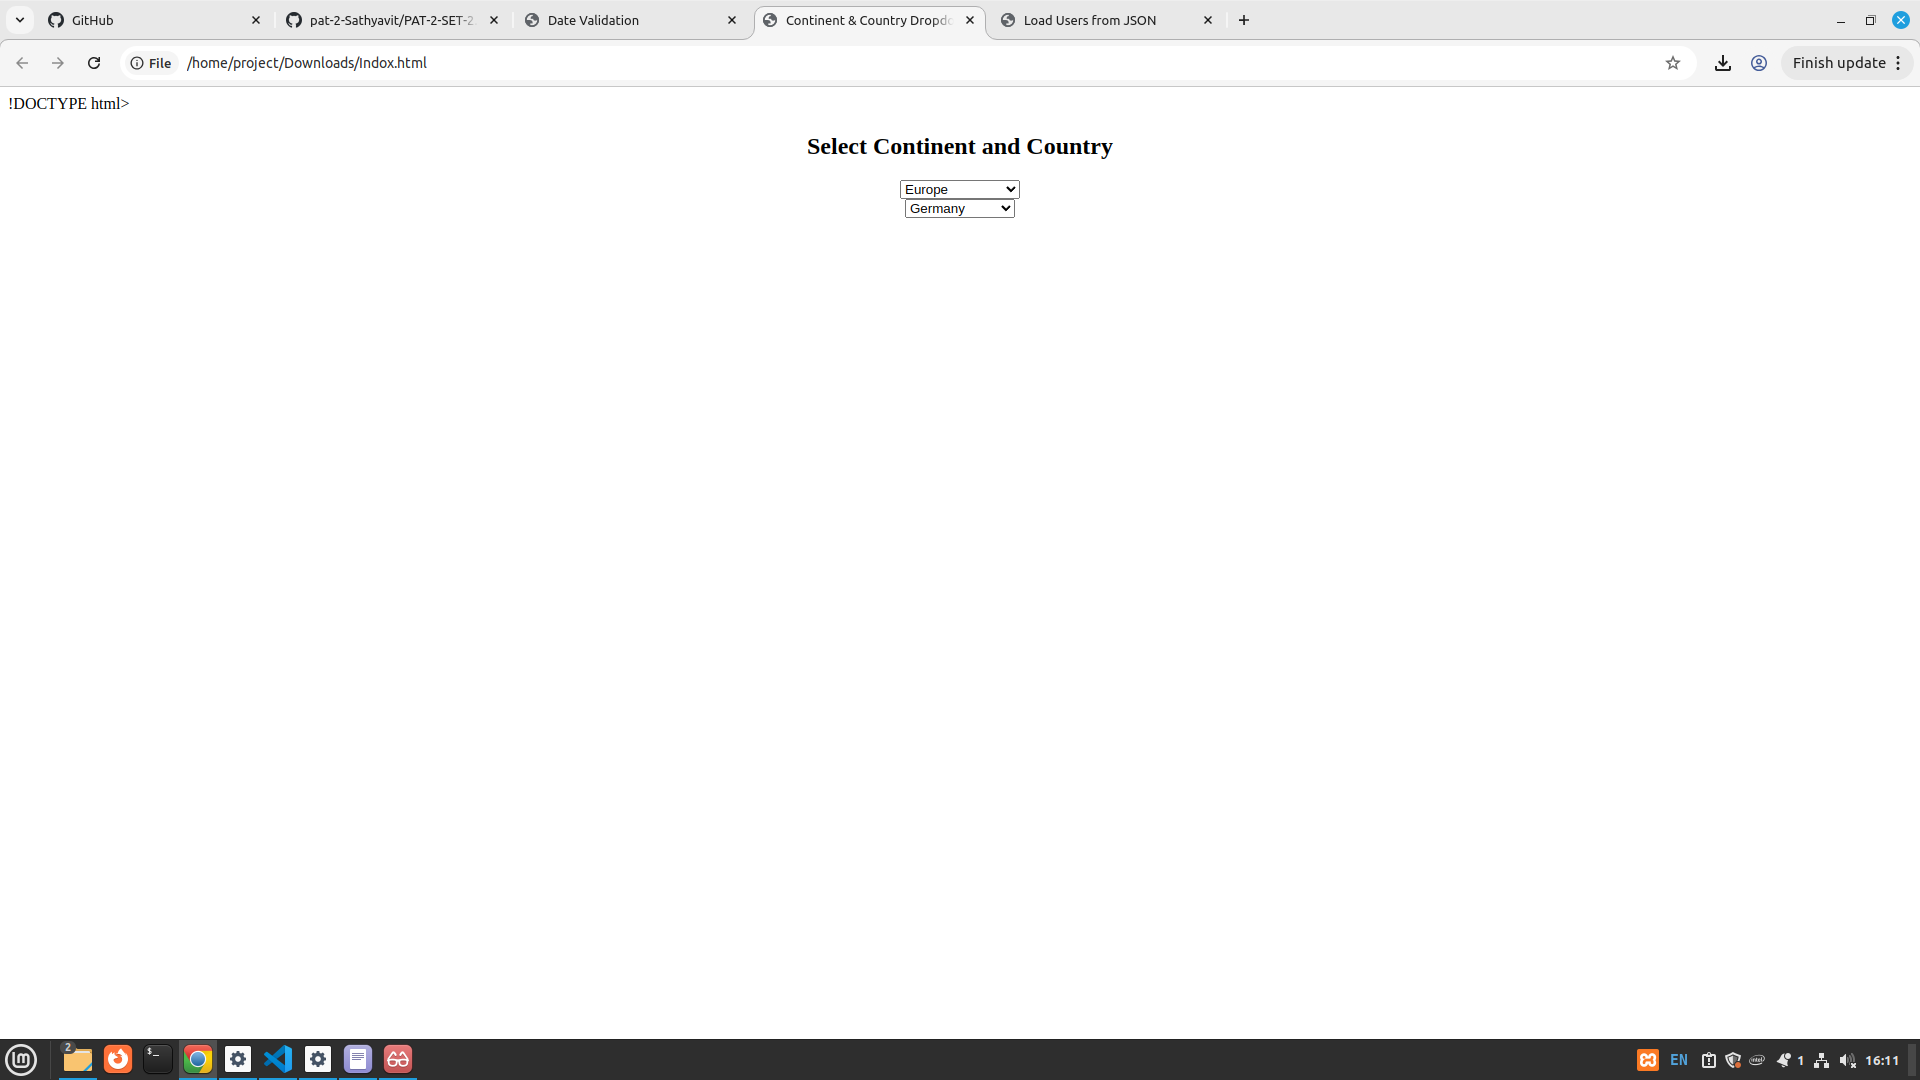 GitHub
pat-2-Sathyavit/PAT-2-SET-2
Date Validation
Continent & Country Dropd
Load Users from JSON
File
/home/project/Downloads/Indox.html
Finish update
!DOCTYPE html>
Select Continent and Country
Europe
Germany
2
$_
lm
EN
intel
1
16:11